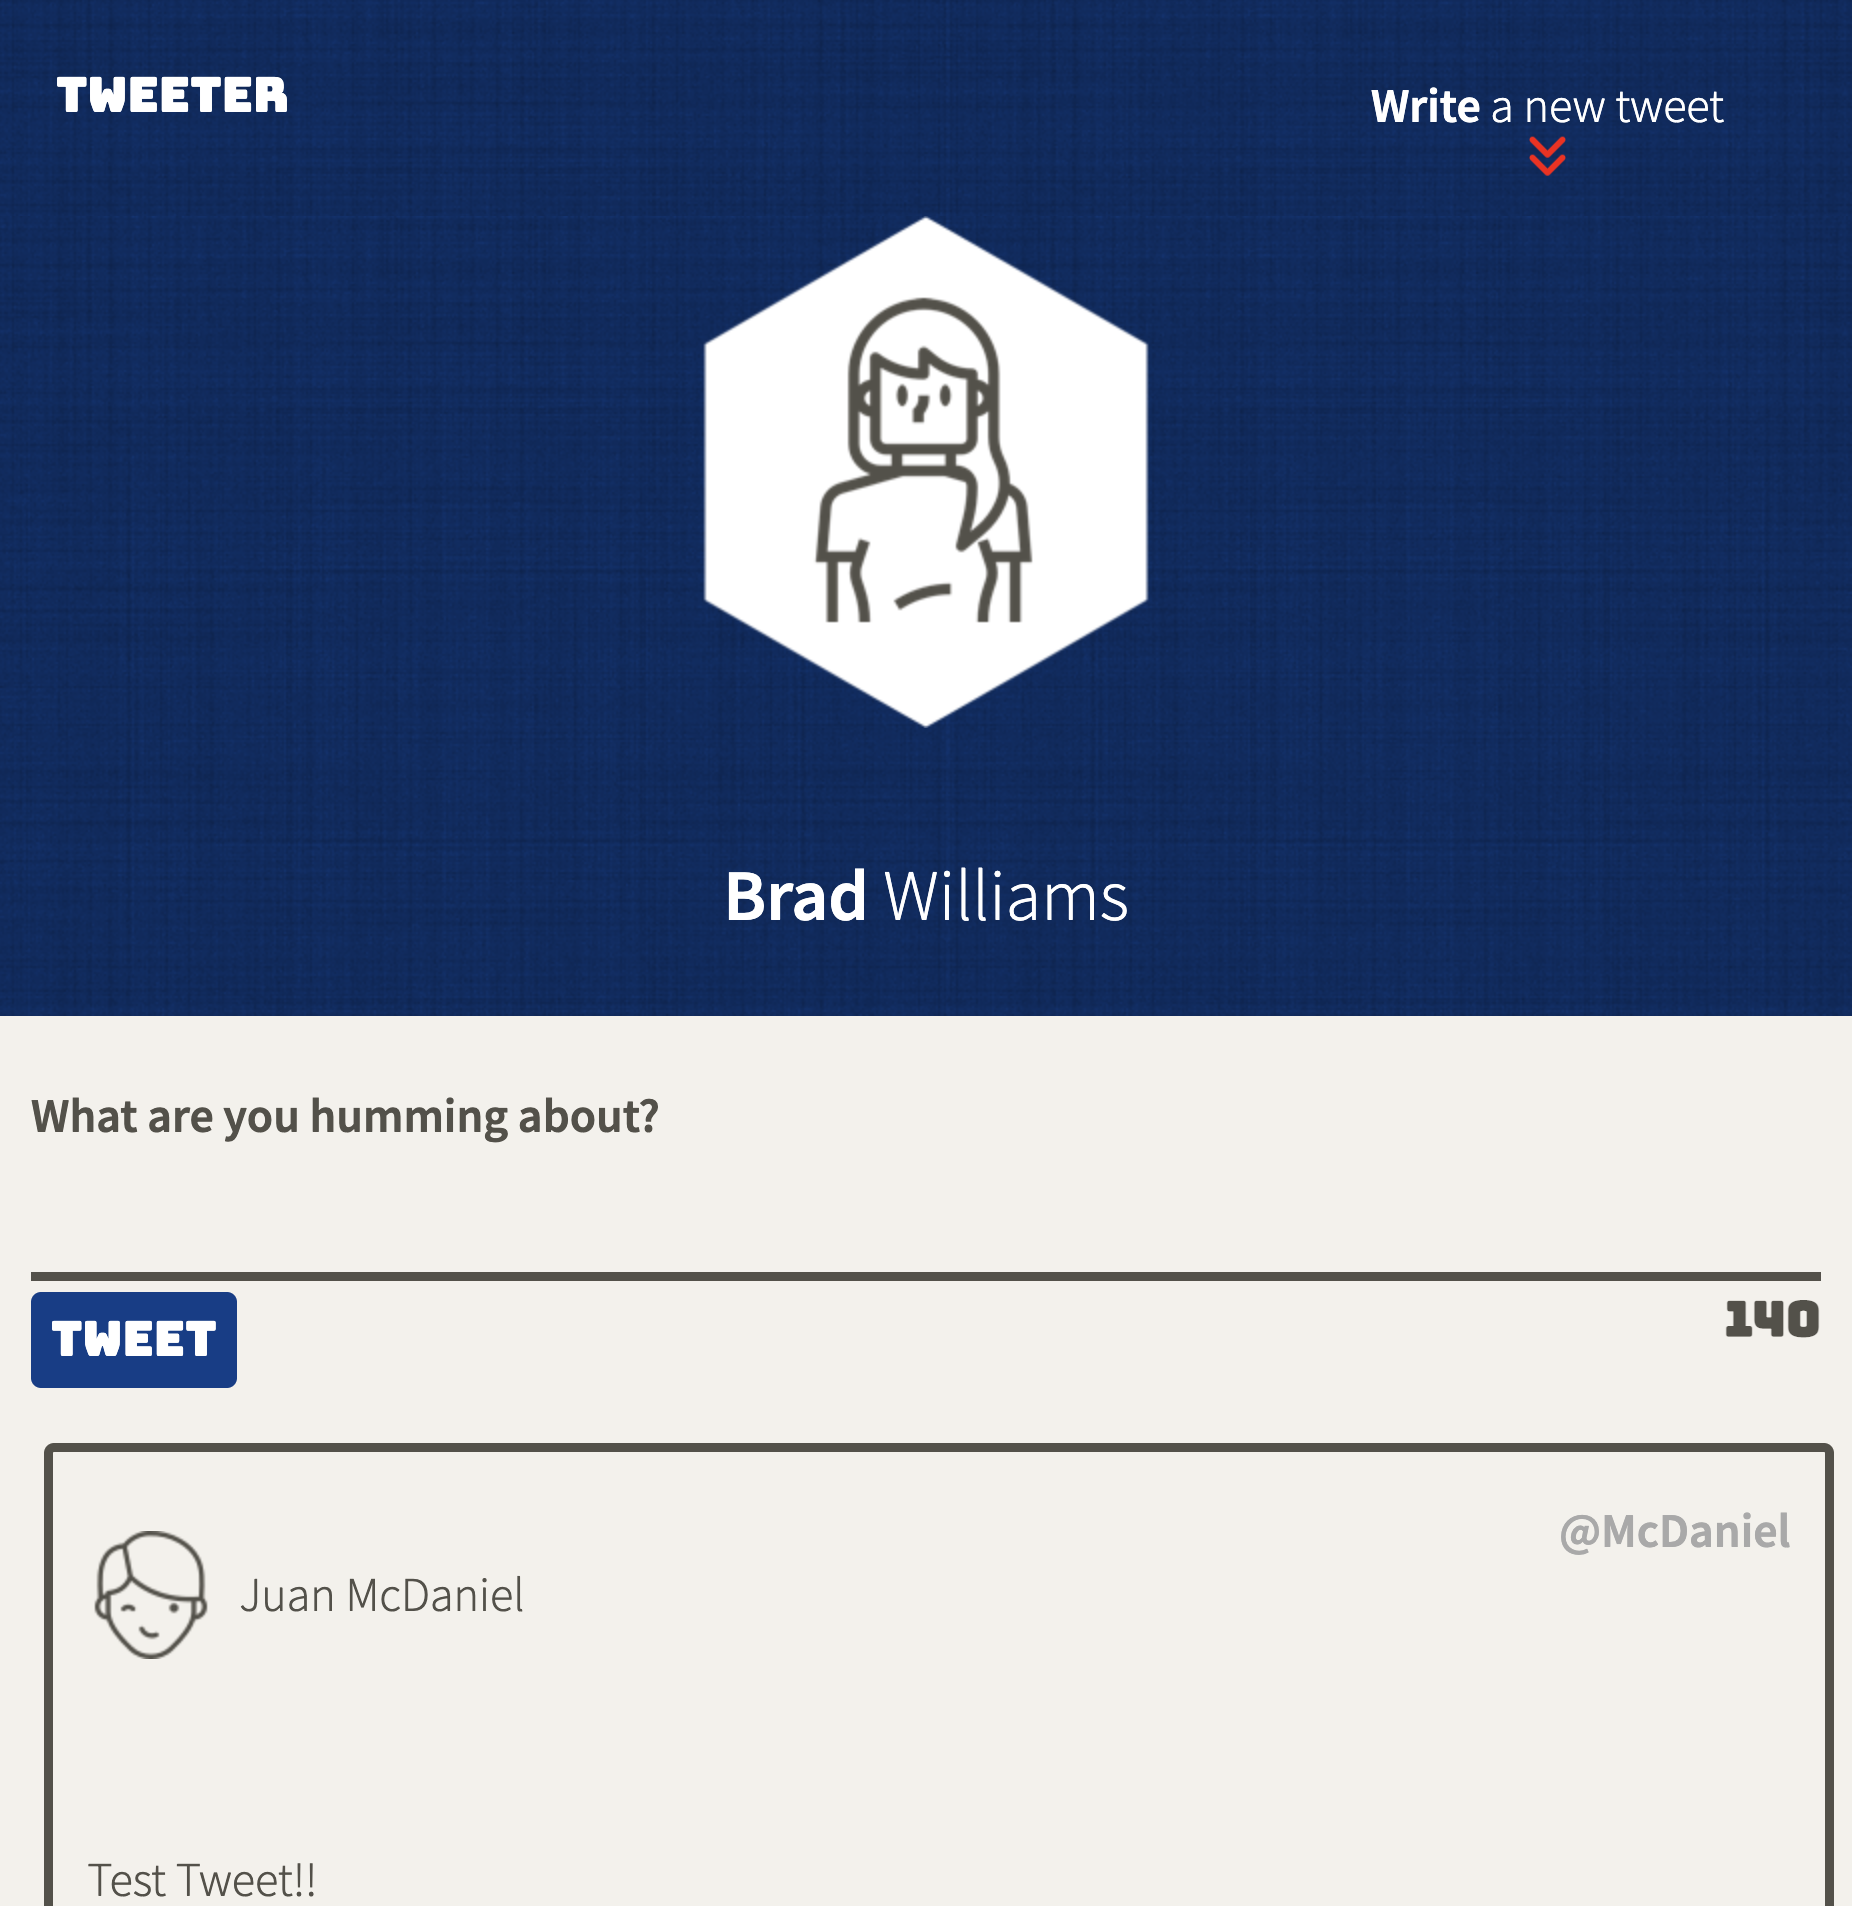 TWEETER
Write a new tweet
Brad Williams
What are you humming about?
TWEET
140
@McDaniel
Juan McDaniel
Test Tweet!!